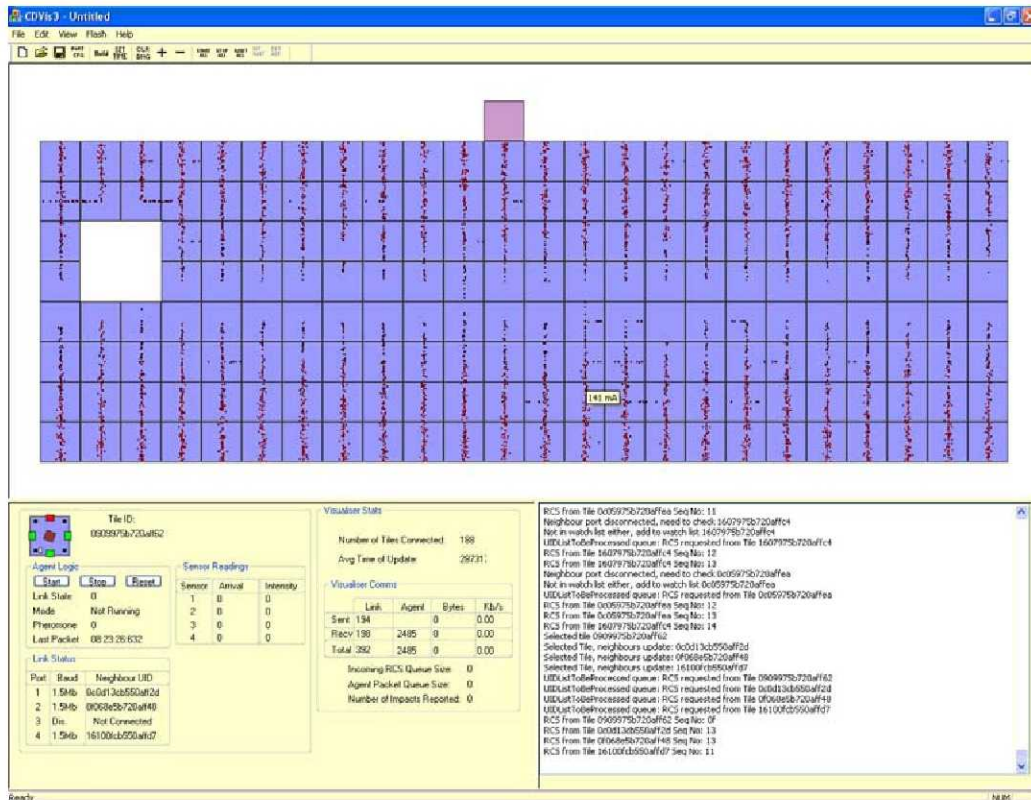 CDVis3 - Untitled
File Edit View Flash Help
Build SET TIME
141 mA
Tile ID:
0909975b720aff62
Agent Logic
Start Stop Reset
Link State 0
Mode Not Running
Pheromone 0
Last Packet 08:23:26:632
Link Status
Port Baud Neighbour UID
1 1.5Mb 0c0d13cb550aff2d
2 1.5Mb 0f068e5b720aff48
3 Dis. Not Connected
4 1.5Mb 16100fcb550affd7
Sensor Readings
Sensor Arrival Intensity
1 0 0
2 0 0
3 0 0
4 0 0
Visualiser Stats
Number of Tiles Connected: 188
Avg Time of Update:
Visualiser Comms
Link Agent Bytes Kb/s
Sent 194 0 0.00
Recv 198 2485 0 0.00
Total 392 2485 0 0.00
Incoming RCS Queue Size: 0
Agent Packet Queue Size: 0
Number of Impacts Reported: 0
RCS from Tile 0c05975b720affea Seq No: 11
Neighbour port disconnected, need to check 1607975b720affc4
Not in watch list either, add to watch list 1607975b720affc4
UIDListToBeProcessed queue: RCS requested from Tile 1607975b720affc4
RCS from Tile 1607975b720affc4 Seq No: 12
RCS from Tile 1607975b720affc4 Seq No: 13
Neighbour port disconnected, need to check 0c05975b720affea
Not in watch list either, add to watch list 0c05975b720affea
UIDListToBeProcessed queue: RCS requested from Tile 0c05975b720affea
RCS from Tile 0c05975b720affea Seq No: 12
RCS from Tile 0c05975b720affea Seq No: 13
RCS from Tile 1607975b720affc4 Seq No: 14
Selected tile 0909975b720aff62
Selected Tile, neighbours update: 0c0d13cb550aff2d
Selected Tile, neighbours update: 0f068e5b720aff48
Selected Tile, neighbours update: 16100fcb550affd7
UIDListToBeProcessed queue: RCS requested from Tile 0909975b720aff62
UIDListToBeProcessed queue: RCS requested from Tile 0c0d13cb550aff2d
UIDListToBeProcessed queue: RCS requested from Tile 0f068e5b720aff48
UIDListToBeProcessed queue: RCS requested from Tile 16100fcb550affd7
RCS from Tile 0909975b720aff62 Seq No: 0f
RCS from Tile 0c0d13cb550aff2d Seq No: 13
RCS from Tile 0f068e5b720aff48 Seq No: 13
RCS from Tile 16100fcb550affd7 Seq No: 11
Ready
NUM